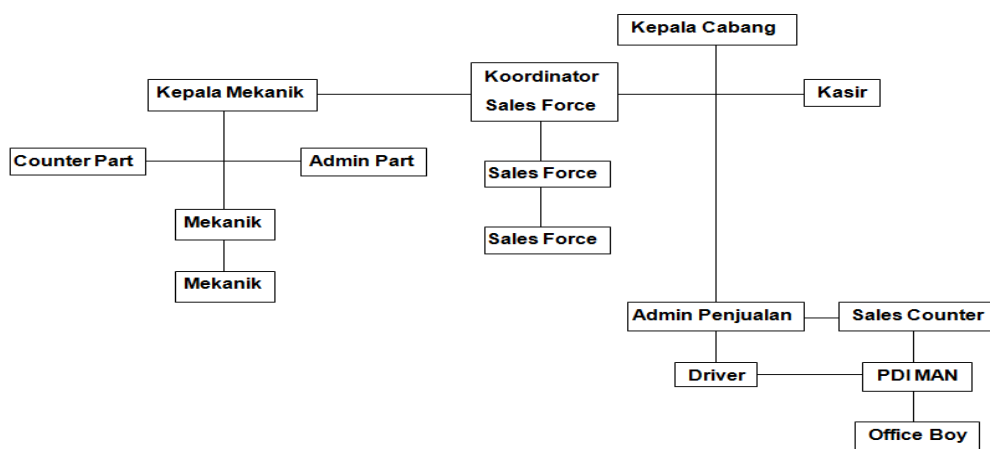 Kepala Cabang
Koordinator
Sales Force
Kepala Mekanik
Kasir
Counter Part
Admin Part
Sales Force
Mekanik
Sales Force
Mekanik
Admin Penjualan
Sales Counter
Driver
PDI MAN
Office Boy